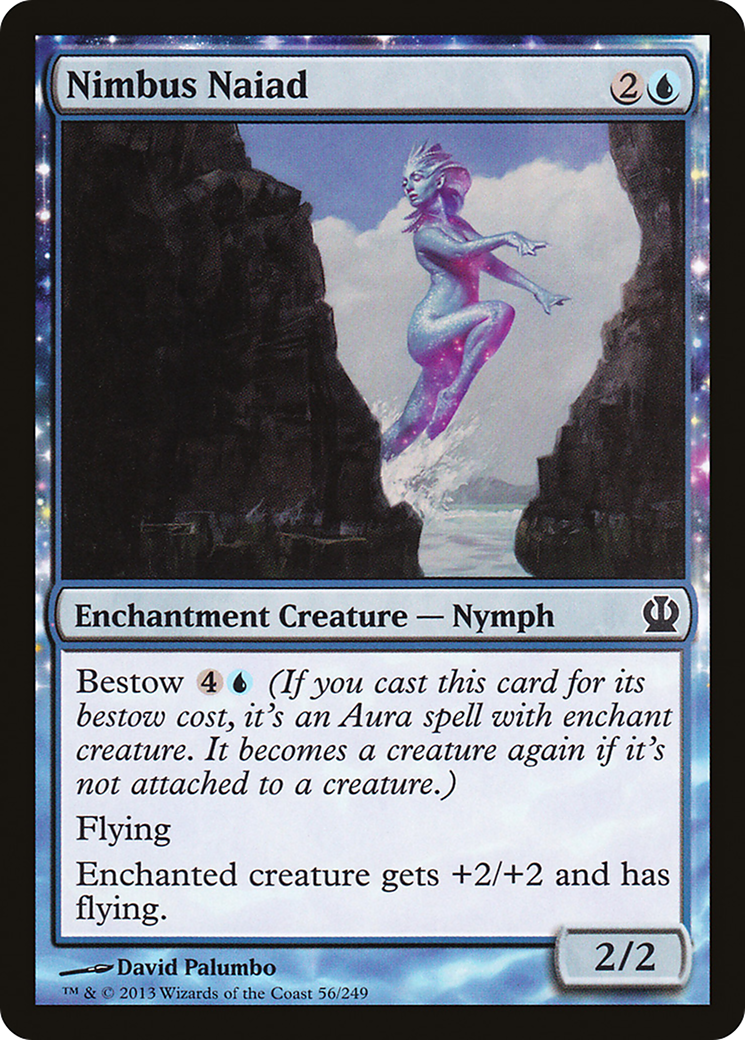 Nimbus Naiad 2
Enchantment Creature — Nymph
Bestow 4 (If you cast this card for its
bestow cost, it's an Aura spell with enchant
creature. It becomes a creature again if it's
not attached to a creature.)
Flying
Enchanted creature gets +2/+2 and has
flying.
2/2
David Palumbo
™ & © 2013 Wizards of the Coast 56/249